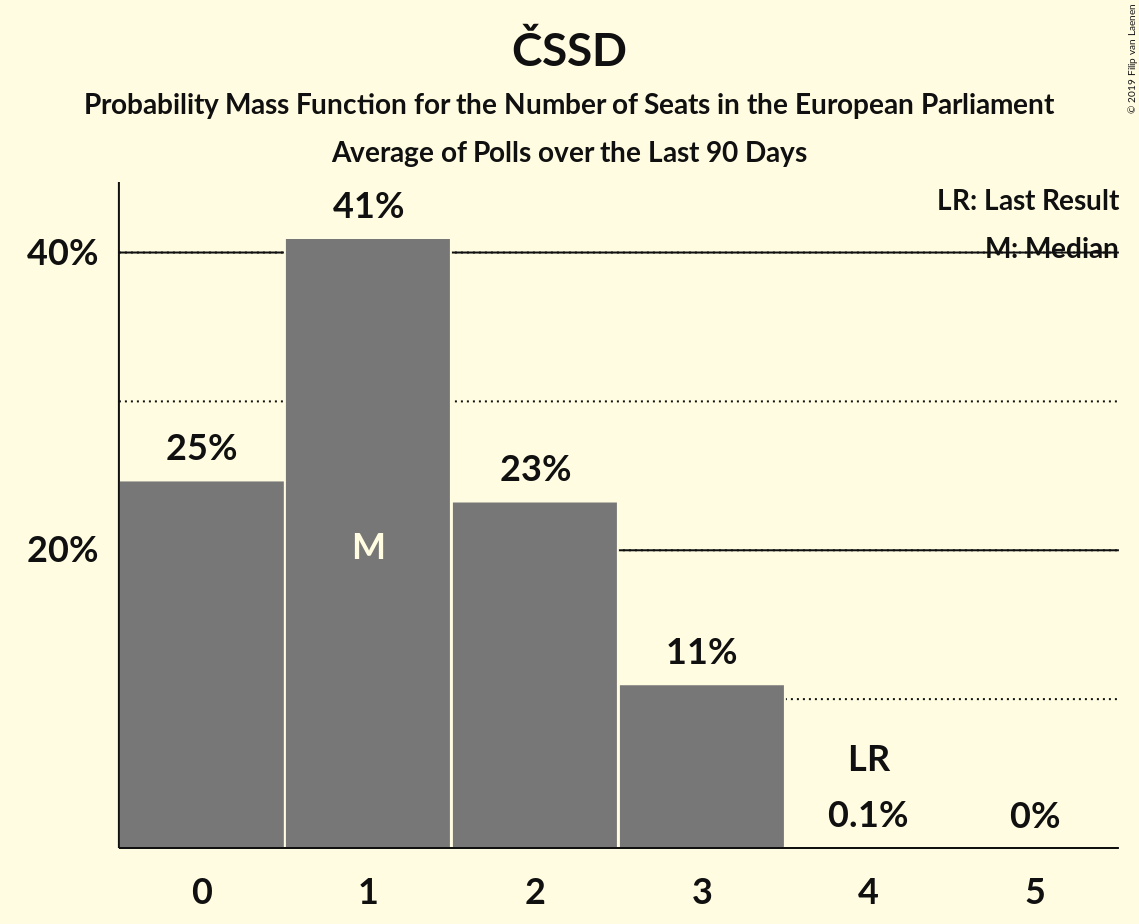 ČSSD
Probability Mass Function for the Number of Seats in the European Parliament
Average of Polls over the Last 90 Days
© 2019 Filip van Laenen
LR: Last Result
M: Median
41%
40%
25%
23%
M
20%
11%
LR
0.1%
0%
0 1 2 3 4 5